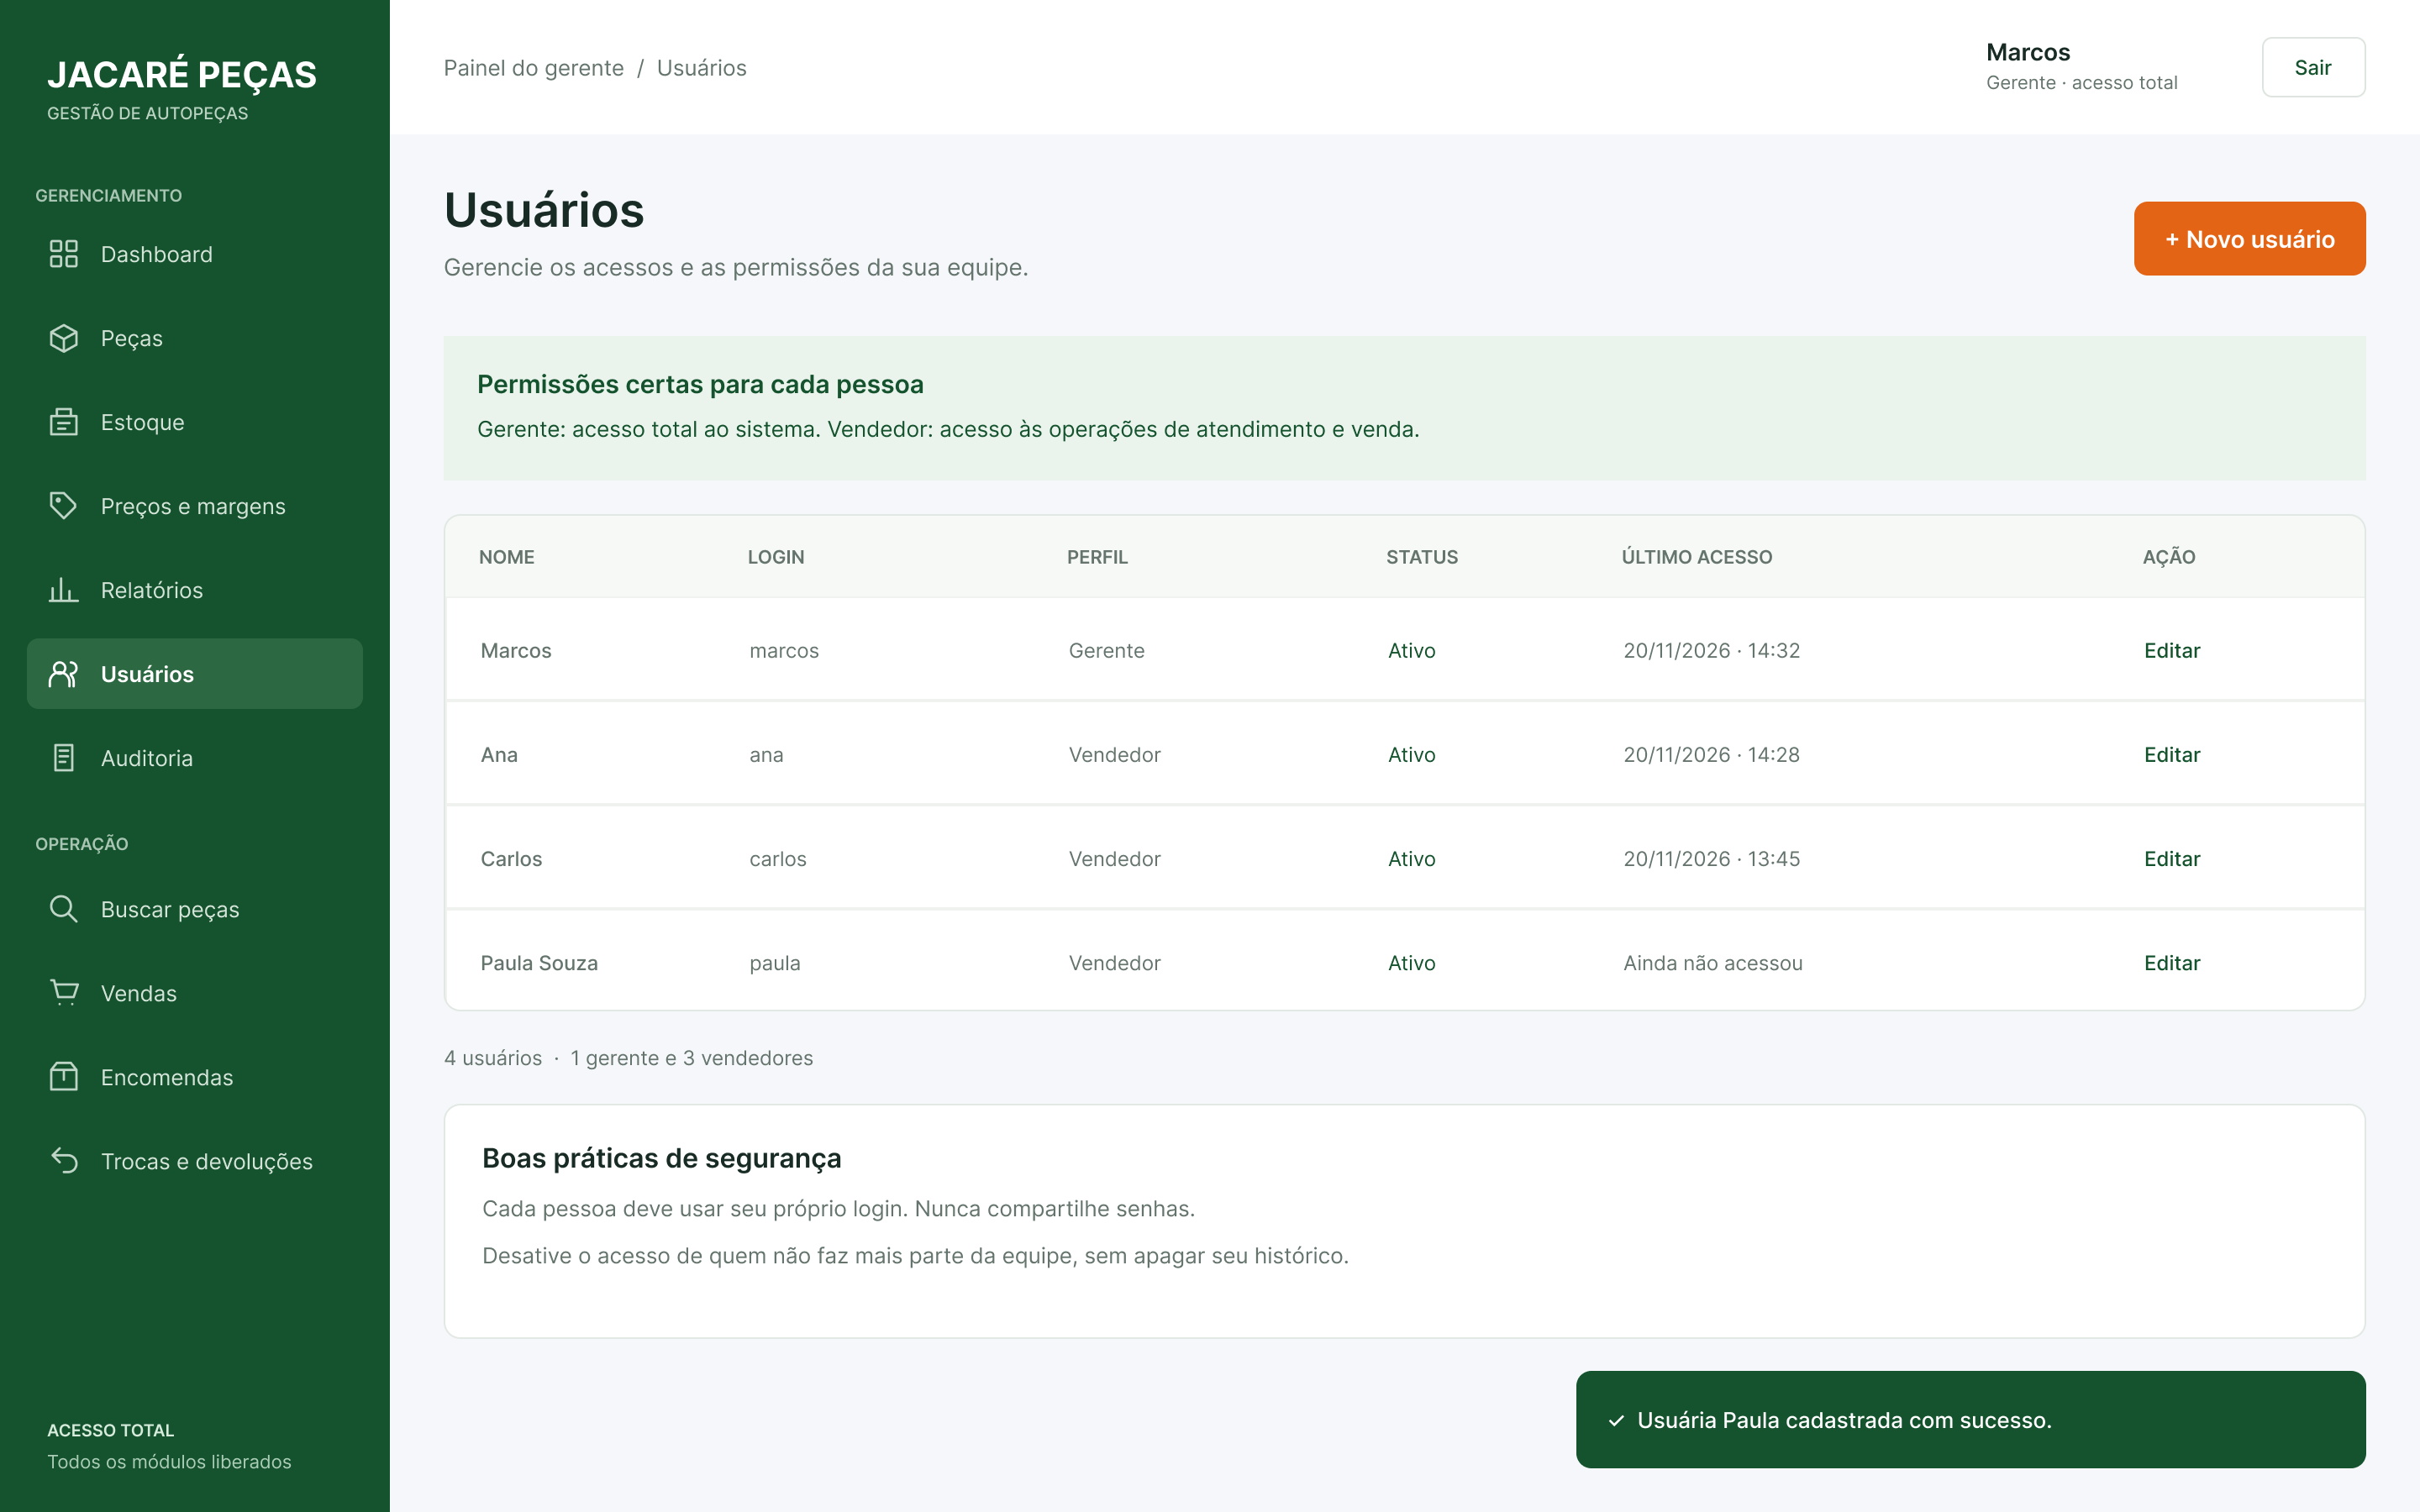 JACARÉ PEÇAS
GESTÃO DE AUTOPEÇAS
GERENCIAMENTO
Dashboard
Peças
Estoque
Preços e margens
Relatórios
Usuários
Auditoria
OPERAÇÃO
Buscar peças
Vendas
Encomendas
Trocas e devoluções
ACESSO TOTAL
Todos os módulos liberados
Painel do gerente / Usuários
Marcos
Gerente · acesso total
Sair
Usuários
Gerencie os acessos e as permissões da sua equipe.
+ Novo usuário
Permissões certas para cada pessoa
Gerente: acesso total ao sistema. Vendedor: acesso às operações de atendimento e venda.
NOME LOGIN PERFIL STATUS ÚLTIMO ACESSO AÇÃO
Marcos marcos Gerente Ativo 20/11/2026 · 14:32 Editar
Ana ana Vendedor Ativo 20/11/2026 · 14:28 Editar
Carlos carlos Vendedor Ativo 20/11/2026 · 13:45 Editar
Paula Souza paula Vendedor Ativo Ainda não acessou Editar
4 usuários · 1 gerente e 3 vendedores
Boas práticas de segurança
Cada pessoa deve usar seu próprio login. Nunca compartilhe senhas.
Desative o acesso de quem não faz mais parte da equipe, sem apagar seu histórico.
✓ Usuária Paula cadastrada com sucesso.